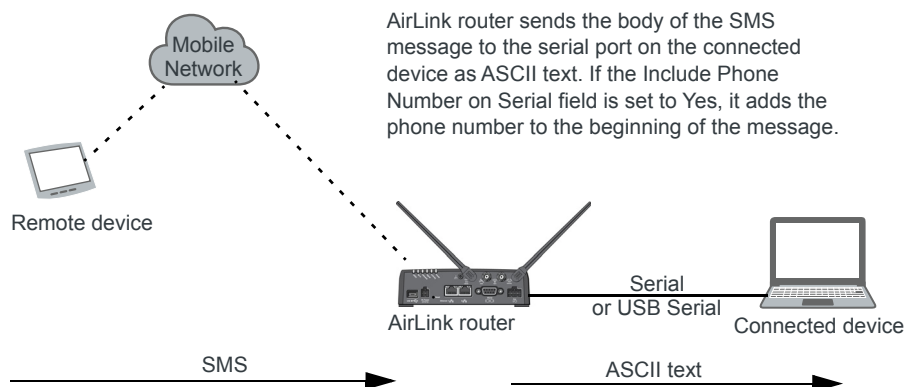 AirLink router sends the body of the SMS
message to the serial port on the connected
device as ASCII text. If the Include Phone
Number on Serial field is set to Yes, it adds the
phone number to the beginning of the message.
Mobile
Network
Remote device
AirLink router
Serial
or USB Serial
Connected device
SMS
ASCII text